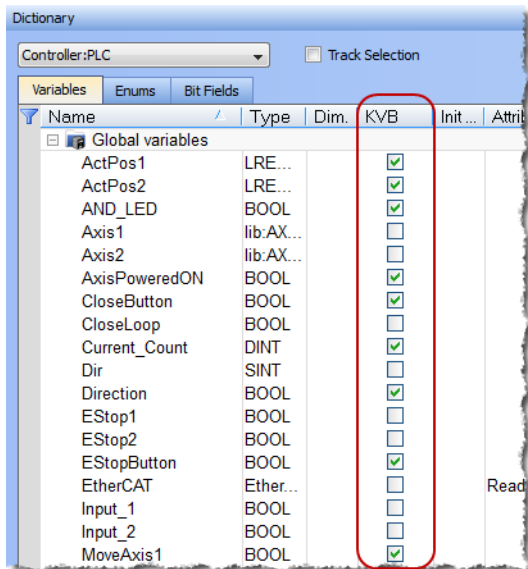 Dictionary
Controller:PLC Track Selection
Variables Enums Bit Fields
Name Type Dim. KVB Init ... Attrib
Global variables
ActPos1 LRE...
ActPos2 LRE...
AND_LED BOOL
Axis1 lib:AX...
Axis2 lib:AX...
AxisPoweredON BOOL
CloseButton BOOL
CloseLoop BOOL
Current_Count DINT
Dir SINT
Direction BOOL
EStop1 BOOL
EStop2 BOOL
EStopButton BOOL
EtherCAT Ether... Read
Input_1 BOOL
Input_2 BOOL
MoveAxis1 BOOL